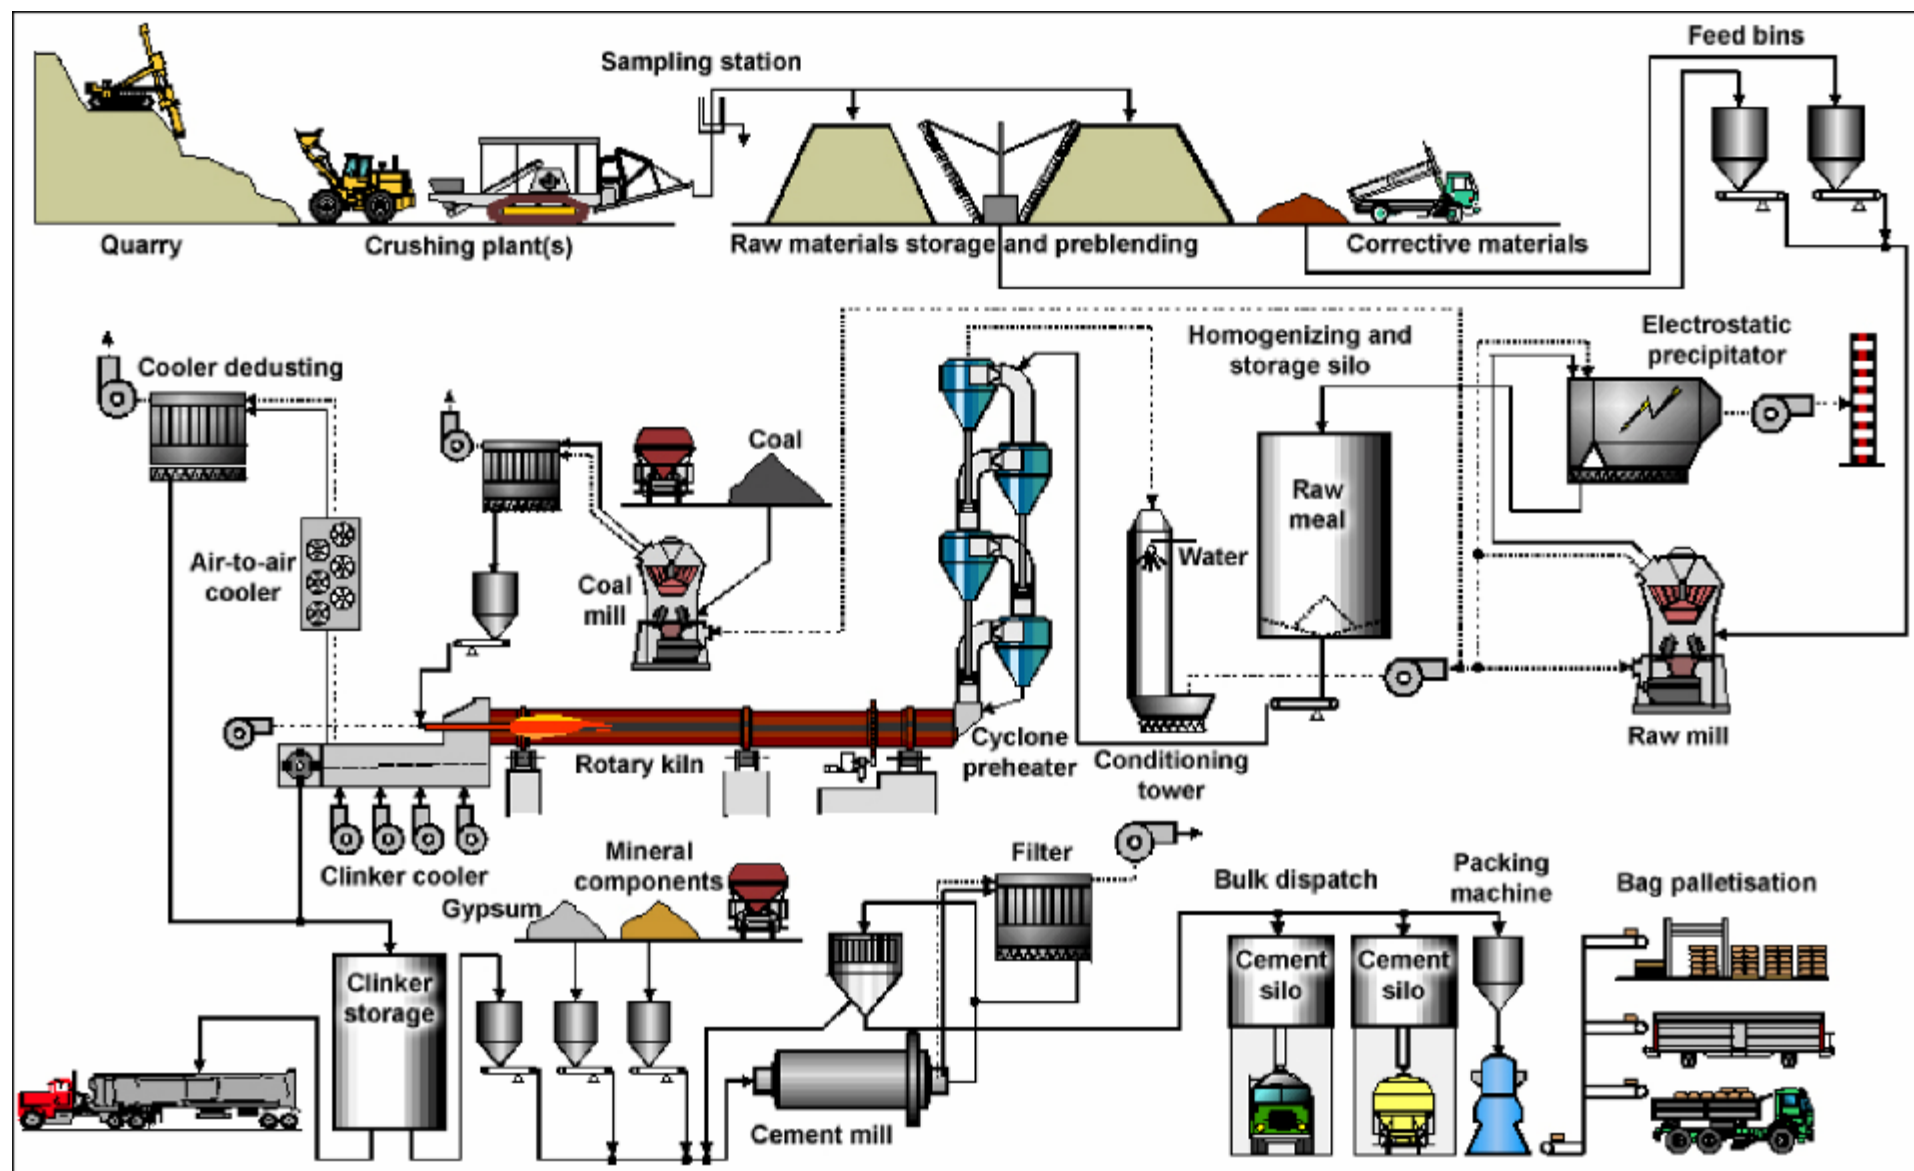 Feed bins
Sampling station
Quarry
Crushing plant(s)
Raw materials storage and preblending
Corrective materials
Homogenizing and
storage silo
Electrostatic
precipitator
Cooler dedusting
Coal
Raw
meal
Water
Air-to-air
cooler
Coal
mill
Rotary kiln
Cyclone
preheater
Conditioning
tower
Raw mill
Clinker cooler
Mineral
components
Gypsum
Filter
Bulk dispatch
Packing
machine
Bag palletisation
Clinker
storage
Cement
silo
Cement
silo
Cement mill